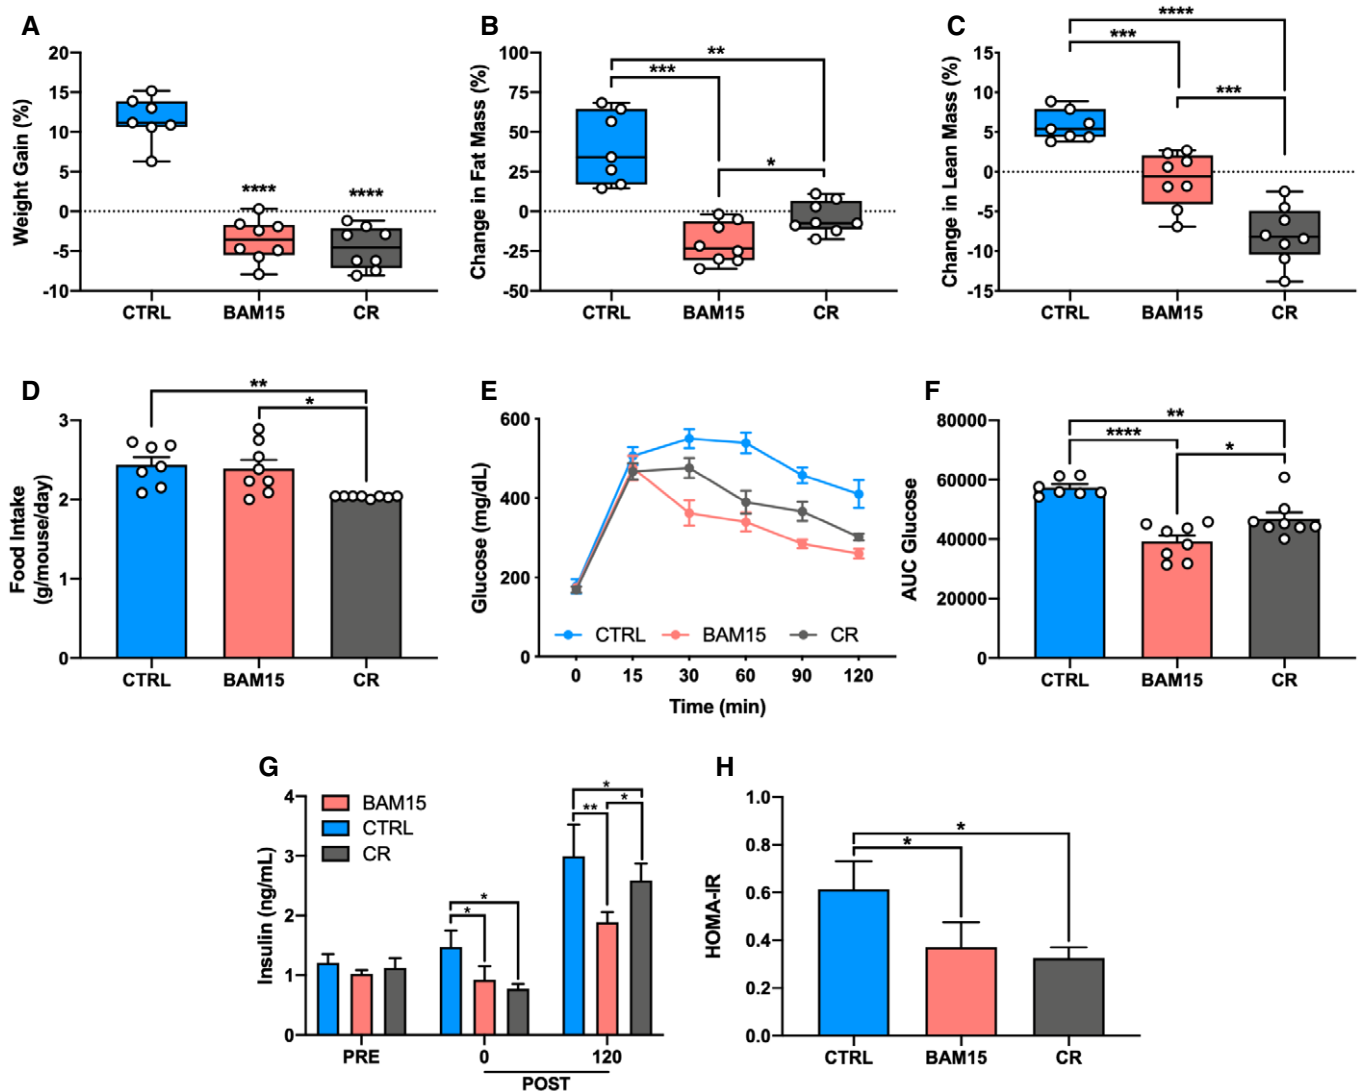 A
Weight Gain (%)
20
15
10
5
0
-5
-10
****
****
CTRL
BAM15
CR
B
Change in Fat Mass (%)
100
75
50
25
0
-25
-50
**
***
*
CTRL
BAM15
CR
C
Change in Lean Mass (%)
15
10
5
0
-5
-10
-15
****
***
***
CTRL
BAM15
CR
D
Food Intake
(g/mouse/day)
3
2
1
0
**
*
CTRL
BAM15
CR
E
Glucose (mg/dL)
600
400
200
0
CTRL
BAM15
CR
0
15
30
60
90
120
Time (min)
F
AUC Glucose
80000
60000
40000
20000
0
**
****
*
CTRL
BAM15
CR
G
Insulin (ng/mL)
4
3
2
1
0
BAM15
CTRL
CR
*
*
*
**
*
PRE
0
120
POST
H
HOMA-IR
1.0
0.8
0.6
0.4
0.2
0.0
*
*
CTRL
BAM15
CR